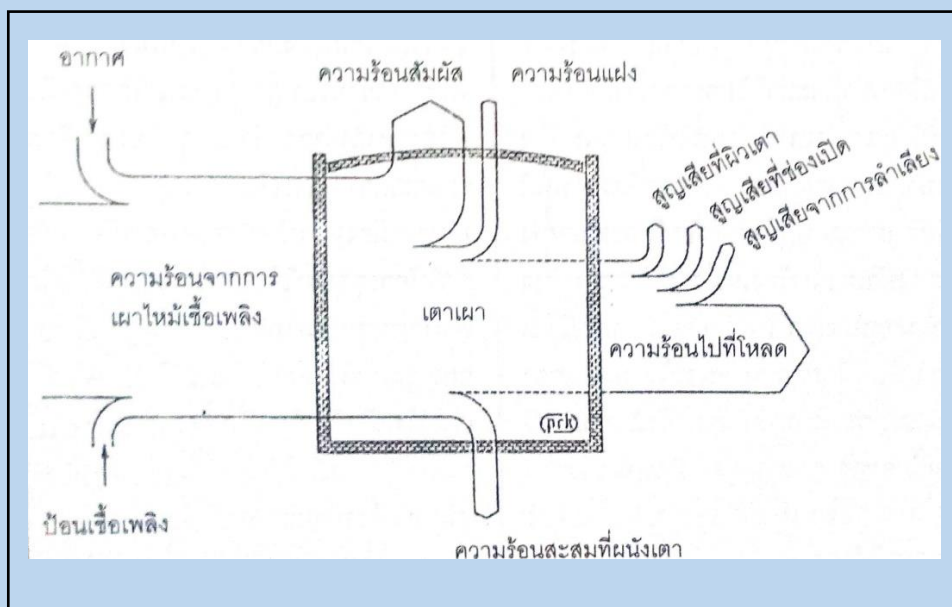 อากาศ
ความร้อนสัมผัส
ความร้อนแฝง
สูญเสียที่ผิวเตา
สูญเสียที่ช่องเปิด
สูญเสียจากการลำเลียง
ความร้อนจากการ
เผาไหม้เชื้อเพลิง
เตาเผา
ความร้อนไปที่โหลด
prk
ป้อนเชื้อเพลิง
ความร้อนสะสมที่ผนังเตา